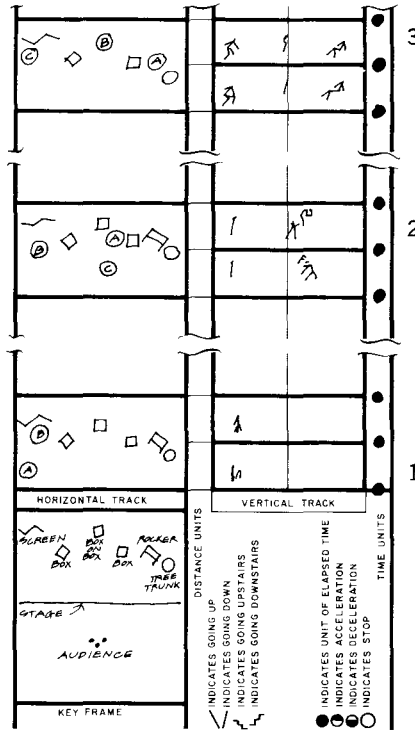 3
B
C
A
2
A
B
C
B
A
1
HORIZONTAL TRACK
VERTICAL TRACK
SCREEN
BOX
BOX
ON
BOX
BOX
ROCKER
TREE
TRUNK
STAGE
AUDIENCE
KEY FRAME
DISTANCE UNITS
INDICATES GOING UP
INDICATES GOING DOWN
INDICATES GOING UPSTAIRS
INDICATES GOING DOWNSTAIRS
INDICATES UNIT OF ELAPSED TIME
INDICATES ACCELERATION
INDICATES DECELERATION
INDICATES STOP
TIME UNITS